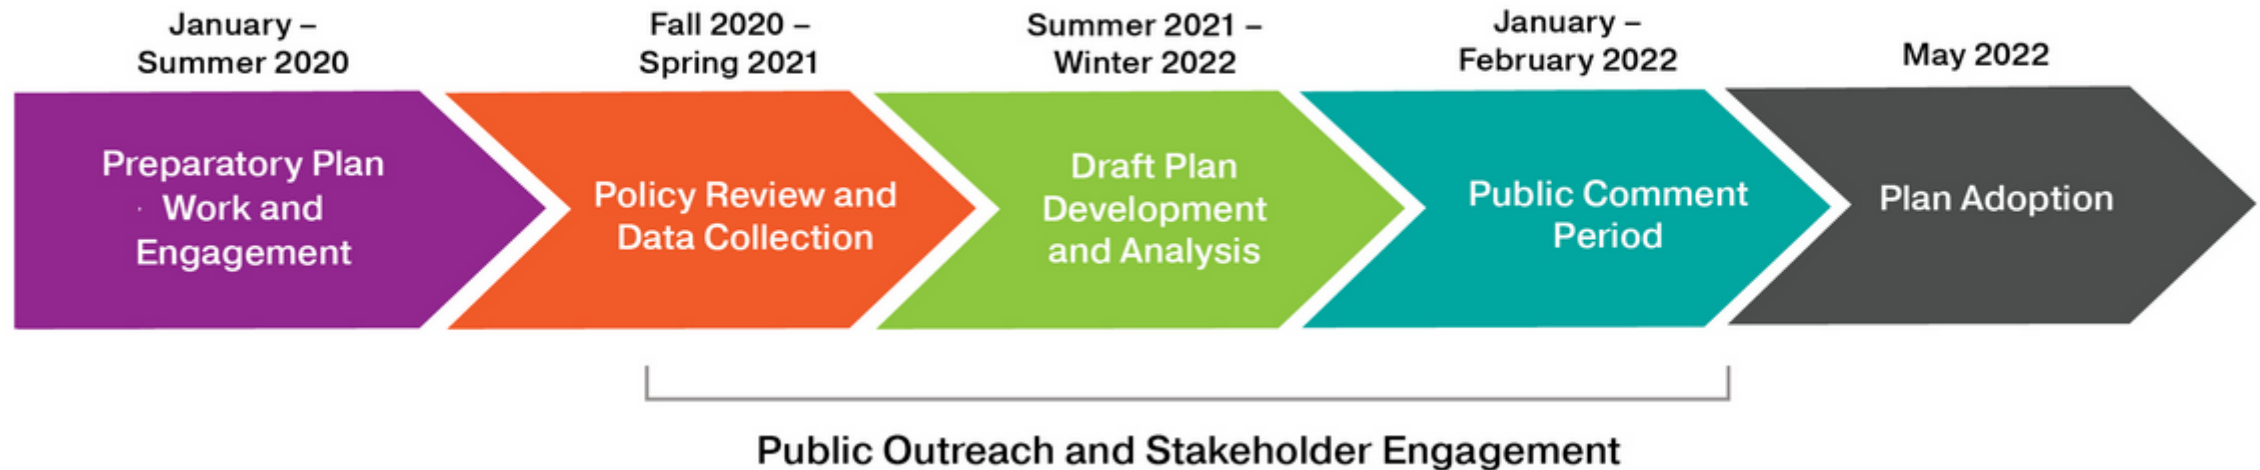 January –
Summer 2020
Fall 2020 –
Spring 2021
Summer 2021 –
Winter 2022
January –
February 2022
May 2022
Preparatory Plan
Work and
Engagement
Policy Review and
Data Collection
Draft Plan
Development
and Analysis
Public Comment
Period
Plan Adoption
Public Outreach and Stakeholder Engagement